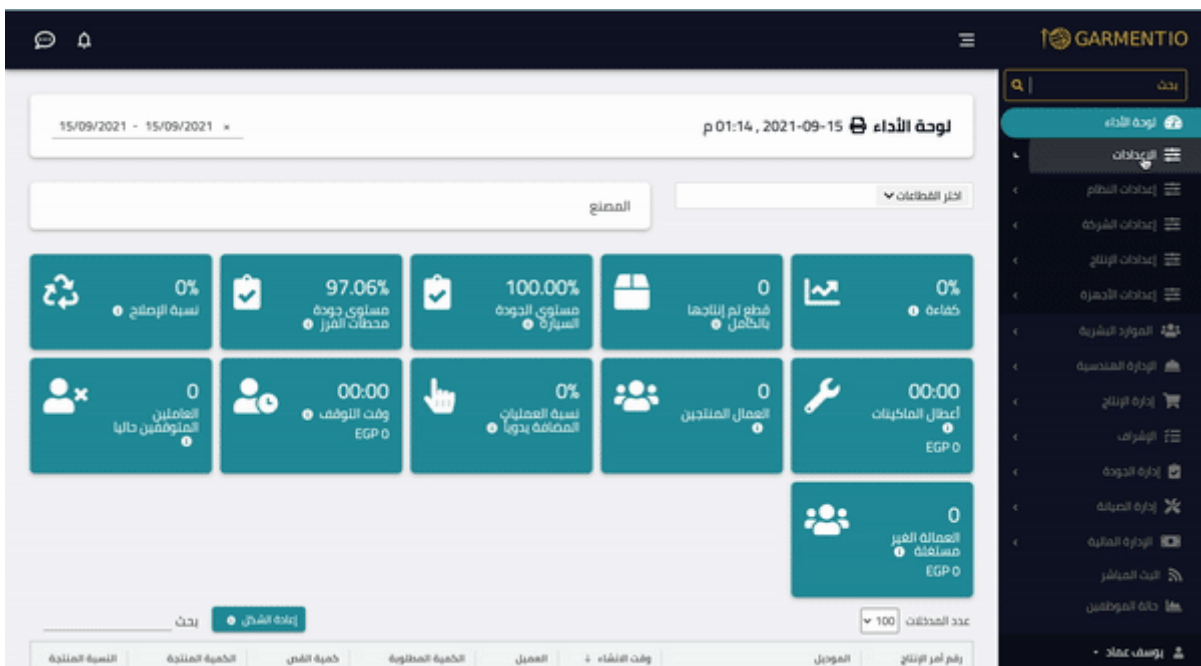 GARMENTIO
بحث
لوحة الأداء
الإعدادات
إعدادات النظام
إعدادات الشركة
إعدادات الإنتاج
إعدادات الأجهزة
الموارد البشرية
الإدارة الهندسية
إدارة الإنتاج
الإشراف
إدارة الجودة
إدارة الصيانة
الإدارة المالية
البث المباشر
حالة الموظفين
يوسف عماد
لوحة الأداء 15-09-2021 , 01:14 م
15/09/2021 - 15/09/2021 ×
اختر القطاعات
المصنع
0%
كفاءة
0
قطع تم إنتاجها
بالكامل
100.00%
مستوى الجودة
السيارة
97.06%
مستوى جودة
محطات الفرز
0%
نسبة الإصلاح
00:00
أعطال الماكينات
EGP 0
0
العمال المنتجين
0%
نسبة العمليات
المضافة يدوياً
00:00
وقت التوقف
EGP 0
0
العاملين
المتوقفين حاليا
0
العمالة الغير
مستغلة
EGP 0
عدد المدخلات 100
إعادة الشكل
بحث
رقم أمر الإنتاج
الموديل
وقت الانشاء
العميل
الكمية المطلوبة
كمية القص
الكمية المنتجة
النسبة المنتجة